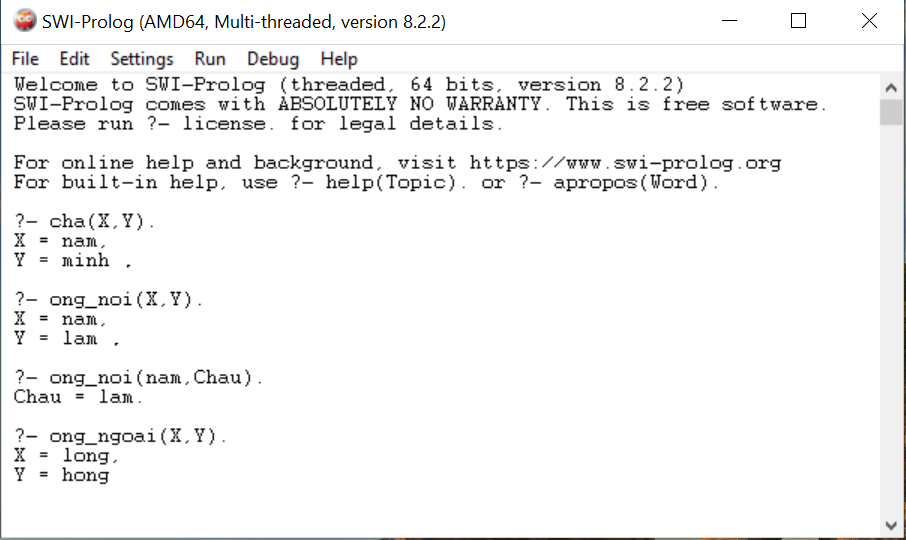 SWI-Prolog (AMD64, Multi-threaded, version 8.2.2)
File Edit Settings Run Debug Help
Welcome to SWI-Prolog (threaded, 64 bits, version 8.2.2)
SWI-Prolog comes with ABSOLUTELY NO WARRANTY. This is free software.
Please run ?- license. for legal details.
For online help and background, visit https://www.swi-prolog.org
For built-in help, use ?- help(Topic). or ?- apropos(Word).
?- cha(X,Y).
X = nam,
Y = minh .
?- ong_noi(X,Y).
X = nam,
Y = lam .
?- ong_noi(nam,Chau).
Chau = lam.
?- ong_ngoai(X,Y).
X = long,
Y = hong